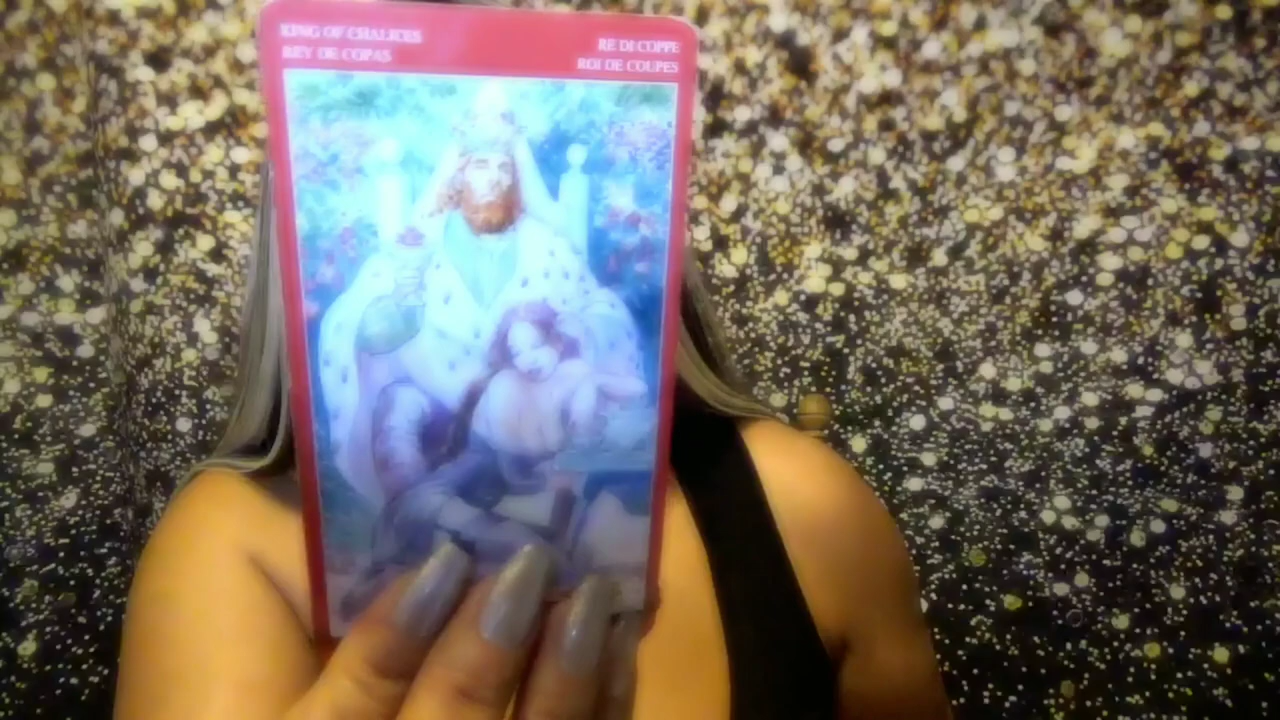 KING OF CHALICES
REY DE COPAS
RE DI COPPE
ROI DE COUPES